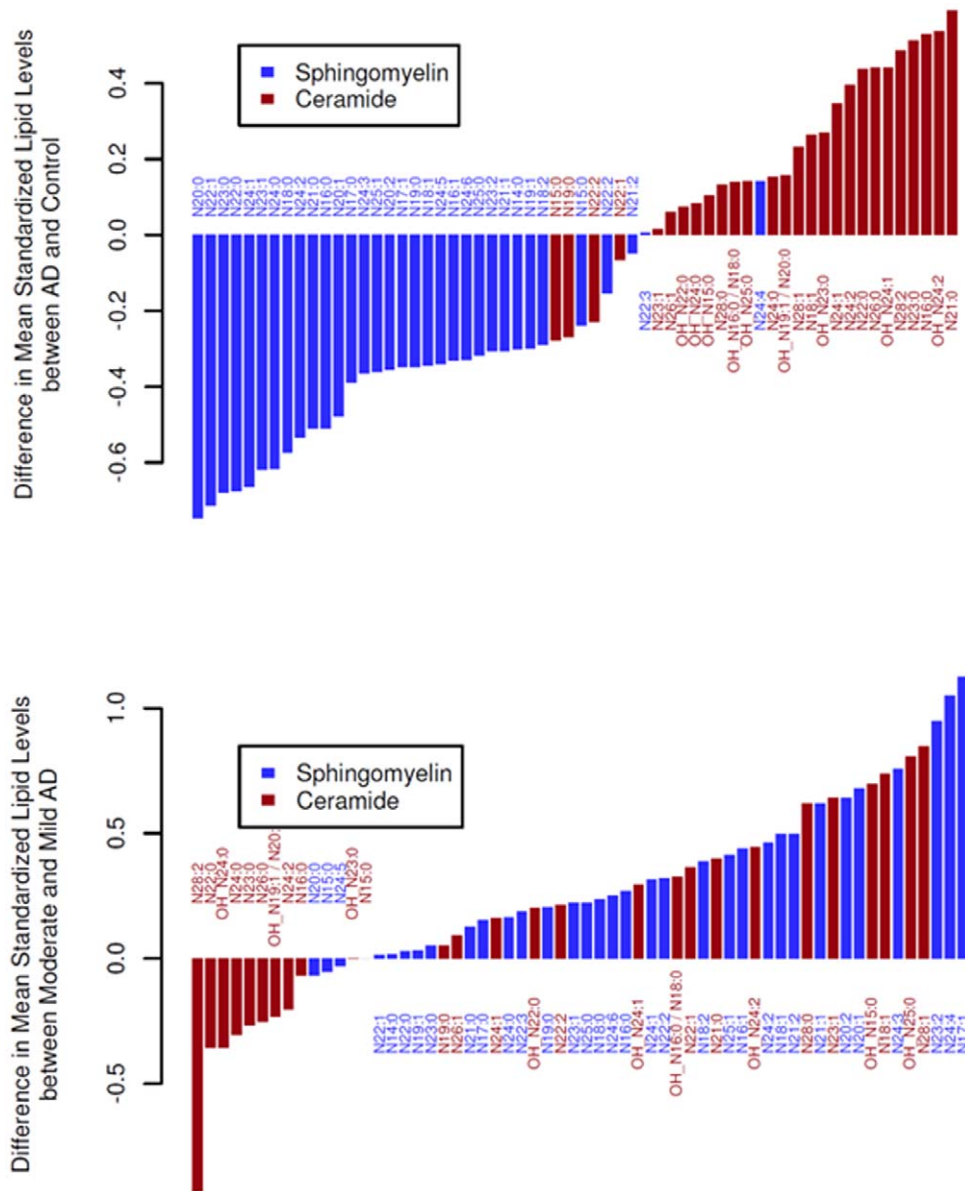 Difference in Mean Standardized Lipid Levels
between AD and Control
0.4
0.2
0.0
-0.2
-0.4
-0.6
Sphingomyelin
Ceramide
N20:0
N22:1
N23:0
N22:0
N24:1
N23:1
N24:0
N18:0
N24:2
N21:0
N16:0
N20:1
N17:0
N24:3
N25:1
N20:2
N17:1
N19:0
N18:1
N24:5
N16:1
N24:6
N25:0
N23:2
N21:1
N14:0
N19:1
N18:2
N15:0
N19:0
N15:0
N22:2
N22:2
N22:1
N21:2
N22:3
N23:1
N26:1
OH_N22:0
OH_N24:0
OH_N15:0
N28:0
OH_N16:0 / N18:0
OH_N25:0
N24:4
N24:0
OH_N19:1 / N20:0
N28:1
N18:1
OH_N23:0
N24:1
N24:2
N22:0
N26:0
OH_N24:1
N28:2
N23:0
N16:0
OH_N24:2
N21:0
Difference in Mean Standardized Lipid Levels
between Moderate and Mild AD
1.0
0.5
0.0
-0.5
Sphingomyelin
Ceramide
N28:2
N22:0
OH_N24:0
N24:0
N23:0
N26:0
OH_N19:1 / N20:
N24:2
N16:0
N20:0
N15:0
N24:5
OH_N23:0
N15:0
N22:1
N14:0
N22:0
N19:1
N23:0
N19:0
N26:1
N21:0
N17:0
N24:1
N24:0
N22:3
OH_N22:0
N19:0
N22:2
N23:1
N25:0
N18:0
N24:6
N16:0
OH_N24:1
N24:1
N22:2
OH_N16:0 / N18:0
N22:1
N18:2
N21:0
N25:1
N16:1
OH_N24:2
N24:2
N18:1
N21:2
N28:0
N21:1
N23:1
N20:2
N20:1
OH_N15:0
N18:1
N24:3
OH_N25:0
N28:1
N23:2
N24:4
N17:1